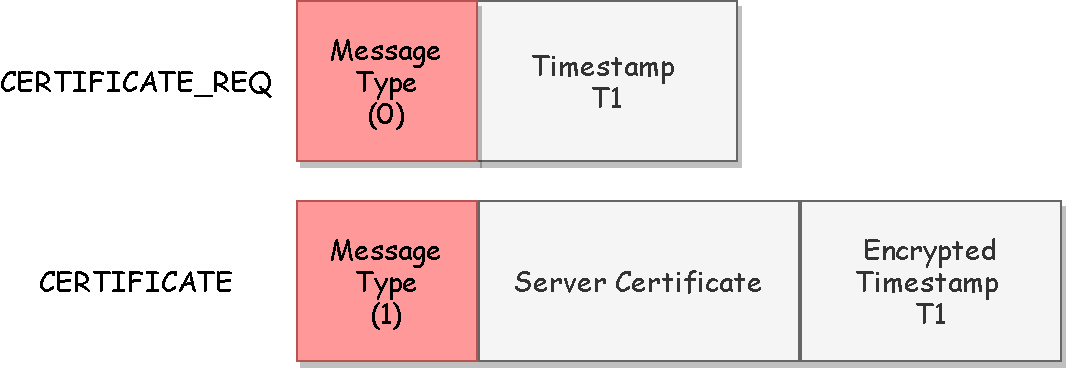 CERTIFICATE_REQ
Message
Type
(0)
Timestamp
T1
CERTIFICATE
Message
Type
(1)
Server Certificate
Encrypted
Timestamp
T1